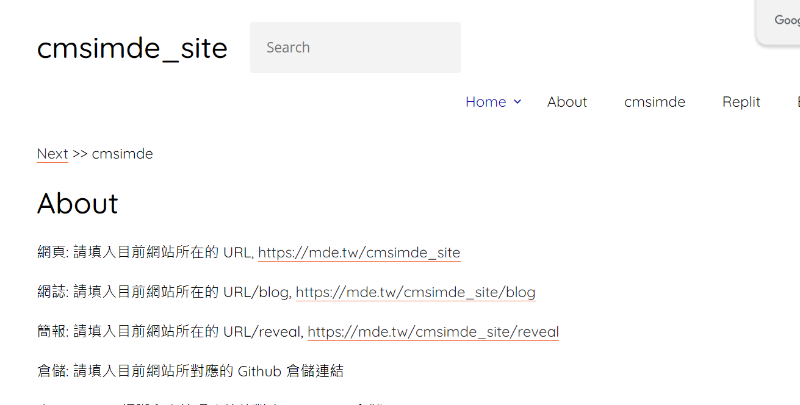 cmsimde_site
Search
Goog
Home About cmsimde Replit
Next >> cmsimde
About
網頁: 請填入目前網站所在的 URL, https://mde.tw/cmsimde_site
網誌: 請填入目前網站所在的 URL/blog, https://mde.tw/cmsimde_site/blog
簡報: 請填入目前網站所在的 URL/reveal, https://mde.tw/cmsimde_site/reveal
倉儲: 請填入目前網站所對應的 Github 倉儲連結